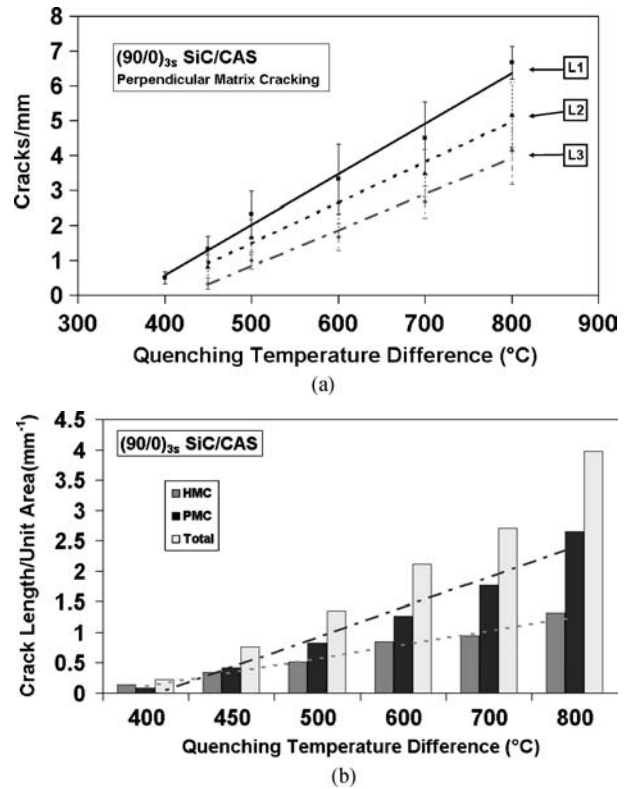 (90/0)3s SiC/CAS
Perpendicular Matrix Cracking
Cracks/mm
8
7
6
5
4
3
2
1
0
L1
L2
L3
300 400 500 600 700 800 900
Quenching Temperature Difference (°C)
(a)
(90/0)3s SiC/CAS
HMC
PMC
Total
Crack Length/Unit Area(mm-1)
4.5
4
3.5
3
2.5
2
1.5
1
0.5
0
400 450 500 600 700 800
Quenching Temperature Difference (°C)
(b)